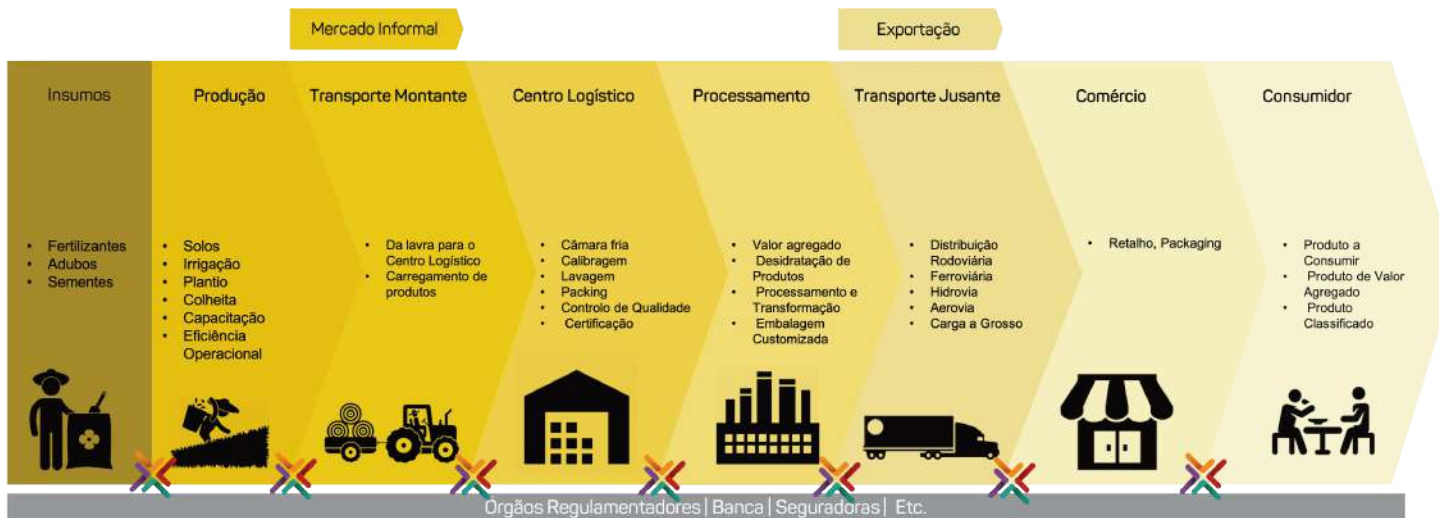 Mercado Informal
Exportação
Insumos
Produção
Transporte Montante
Centro Logístico
Processamento
Transporte Jusante
Comércio
Consumidor
• Fertilizantes
• Adubos
• Sementes
• Solos
• Irrigação
• Plantio
• Colheita
• Capacitação
• Eficiência
Operacional
• Da lavra para o
Centro Logístico
• Carregamento de
produtos
• Câmara fria
• Calibragem
• Lavagem
• Packing
• Controlo de Qualidade
• Certificação
• Valor agregado
• Desidratação de
Produtos
• Processamento e
Transformação
• Embalagem
Customizada
• Distribuição
Rodoviária
• Ferroviária
• Hidrovia
• Aerovia
• Carga a Grosso
• Retalho, Packaging
• Produto a
Consumir
• Produto de Valor
Agregado
• Produto
Classificado
Órgãos Regulamentadores | Banca | Seguradoras | Etc.